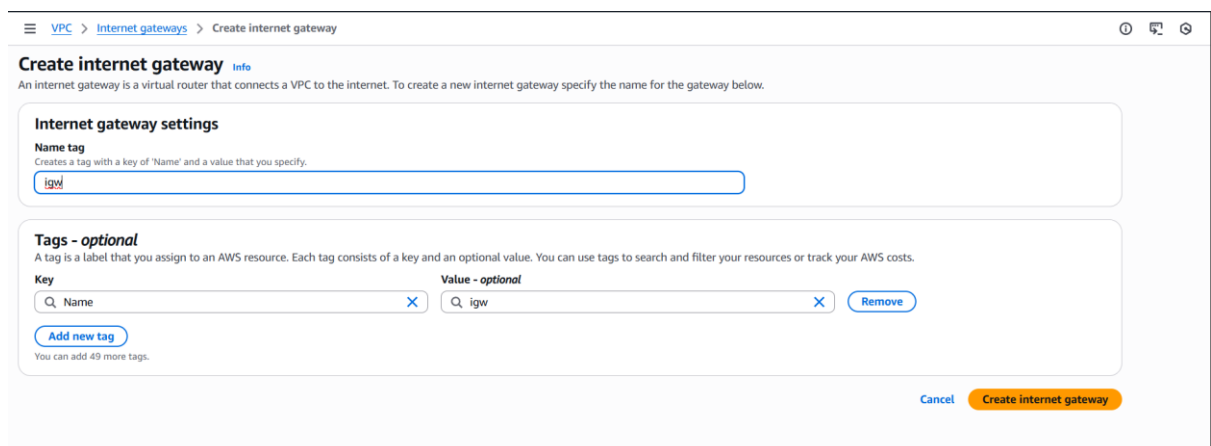 VPC > Internet gateways > Create internet gateway
Create internet gateway Info
An internet gateway is a virtual router that connects a VPC to the internet. To create a new internet gateway specify the name for the gateway below.
Internet gateway settings
Name tag
Creates a tag with a key of 'Name' and a value that you specify.
igw
Tags - optional
A tag is a label that you assign to an AWS resource. Each tag consists of a key and an optional value. You can use tags to search and filter your resources or track your AWS costs.
Key Value - optional
Name igw Remove
Add new tag
You can add 49 more tags.
Cancel Create internet gateway